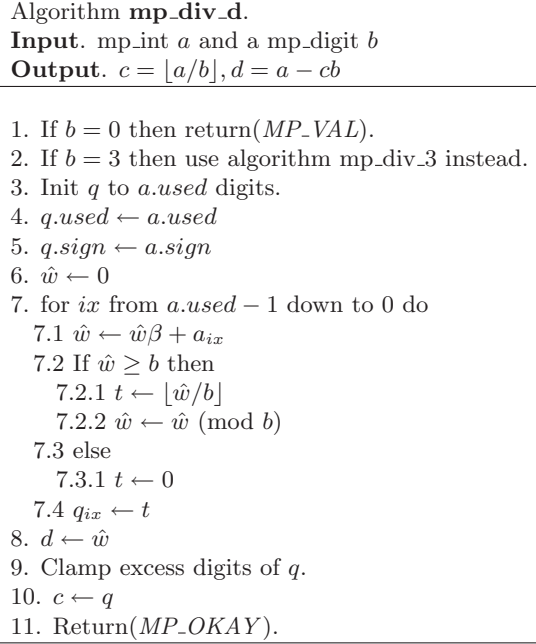 Algorithm mp_div_d.
Input. mp_int a and a mp_digit b
Output. c = ⌊a/b⌋, d = a − cb
1. If b = 0 then return(MP_VAL).
2. If b = 3 then use algorithm mp_div_3 instead.
3. Init q to a.used digits.
4. q.used ← a.used
5. q.sign ← a.sign
6. ŵ ← 0
7. for ix from a.used − 1 down to 0 do
7.1 ŵ ← ŵβ + a_{ix}
7.2 If ŵ ≥ b then
7.2.1 t ← ⌊ŵ/b⌋
7.2.2 ŵ ← ŵ (mod b)
7.3 else
7.3.1 t ← 0
7.4 q_{ix} ← t
8. d ← ŵ
9. Clamp excess digits of q.
10. c ← q
11. Return(MP_OKAY).